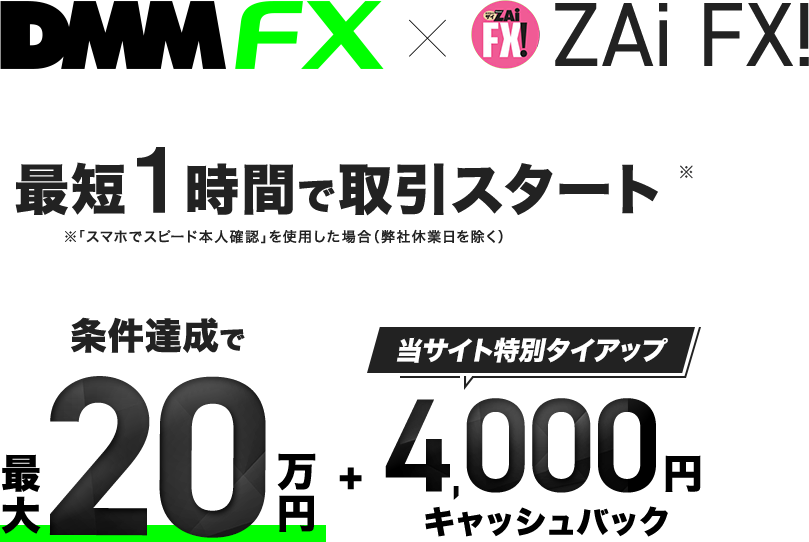 DMM FX × ザイ ZAi FX! ZAi FX!
最短1時間で取引スタート ※
※「スマホでスピード本人確認」を使用した場合（弊社休業日を除く）
条件達成で
最大20万円
+
当サイト特別タイアップ
4,000円
キャッシュバック